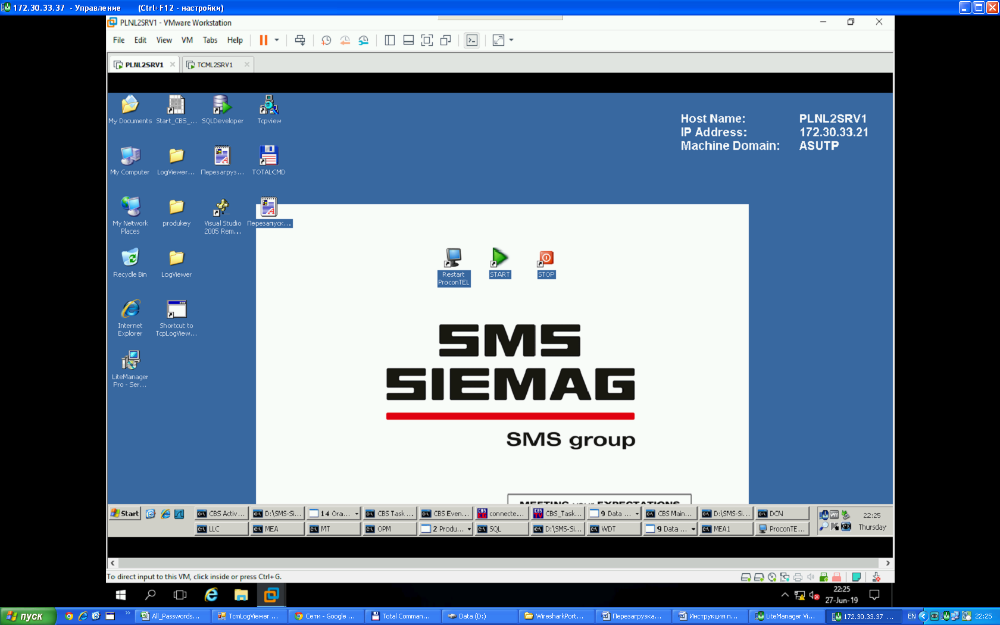 172.30.33.37 - Управление (Ctrl+F12 - настройки)
PLNL2SRV1 - VMware Workstation
File Edit View VM Tabs Help
PLNL2SRV1 TCML2SRV1
My Documents Start_CBS_... SQLDeveloper Tcpview
Host Name: PLNL2SRV1
IP Address: 172.30.33.21
Machine Domain: ASUTP
My Computer LogViewer... Перезагруз... TOTALCMD
My Network Places
produkey
Visual Studio 2005 Rem...
Перезапуск...
Recycle Bin LogViewer
Restart ProconTEL
START
STOP
Internet Explorer
Shortcut to TcpLogView...
LiteManager Pro - Ser...
SMS
SIEMAG
SMS group
MEETING your EXPECTATIONS
Start CBS Activ... D:\SMS-Si... 14 Ora... CBS Task ... CBS Even... connecte... CBS_Task... 9 Data ... CBS Main... D:\SMS-Si... DCN 22:25
LLC MEA MT OPM 2 Produ... SQL D:\SMS-Si... WDT 9 Data ... MEA1 ProconTE... Thursday
To direct input to this VM, click inside or press Ctrl+G.
22:25
27-Jun-19
пуск All_Passwords... TcmLogViewer ... Сети - Google ... Total Comman... Data (D:) WiresharkPort... Перезагрузка... Инструкция п... LiteManager Vi... 172.30.33.37 ... EN 22:25